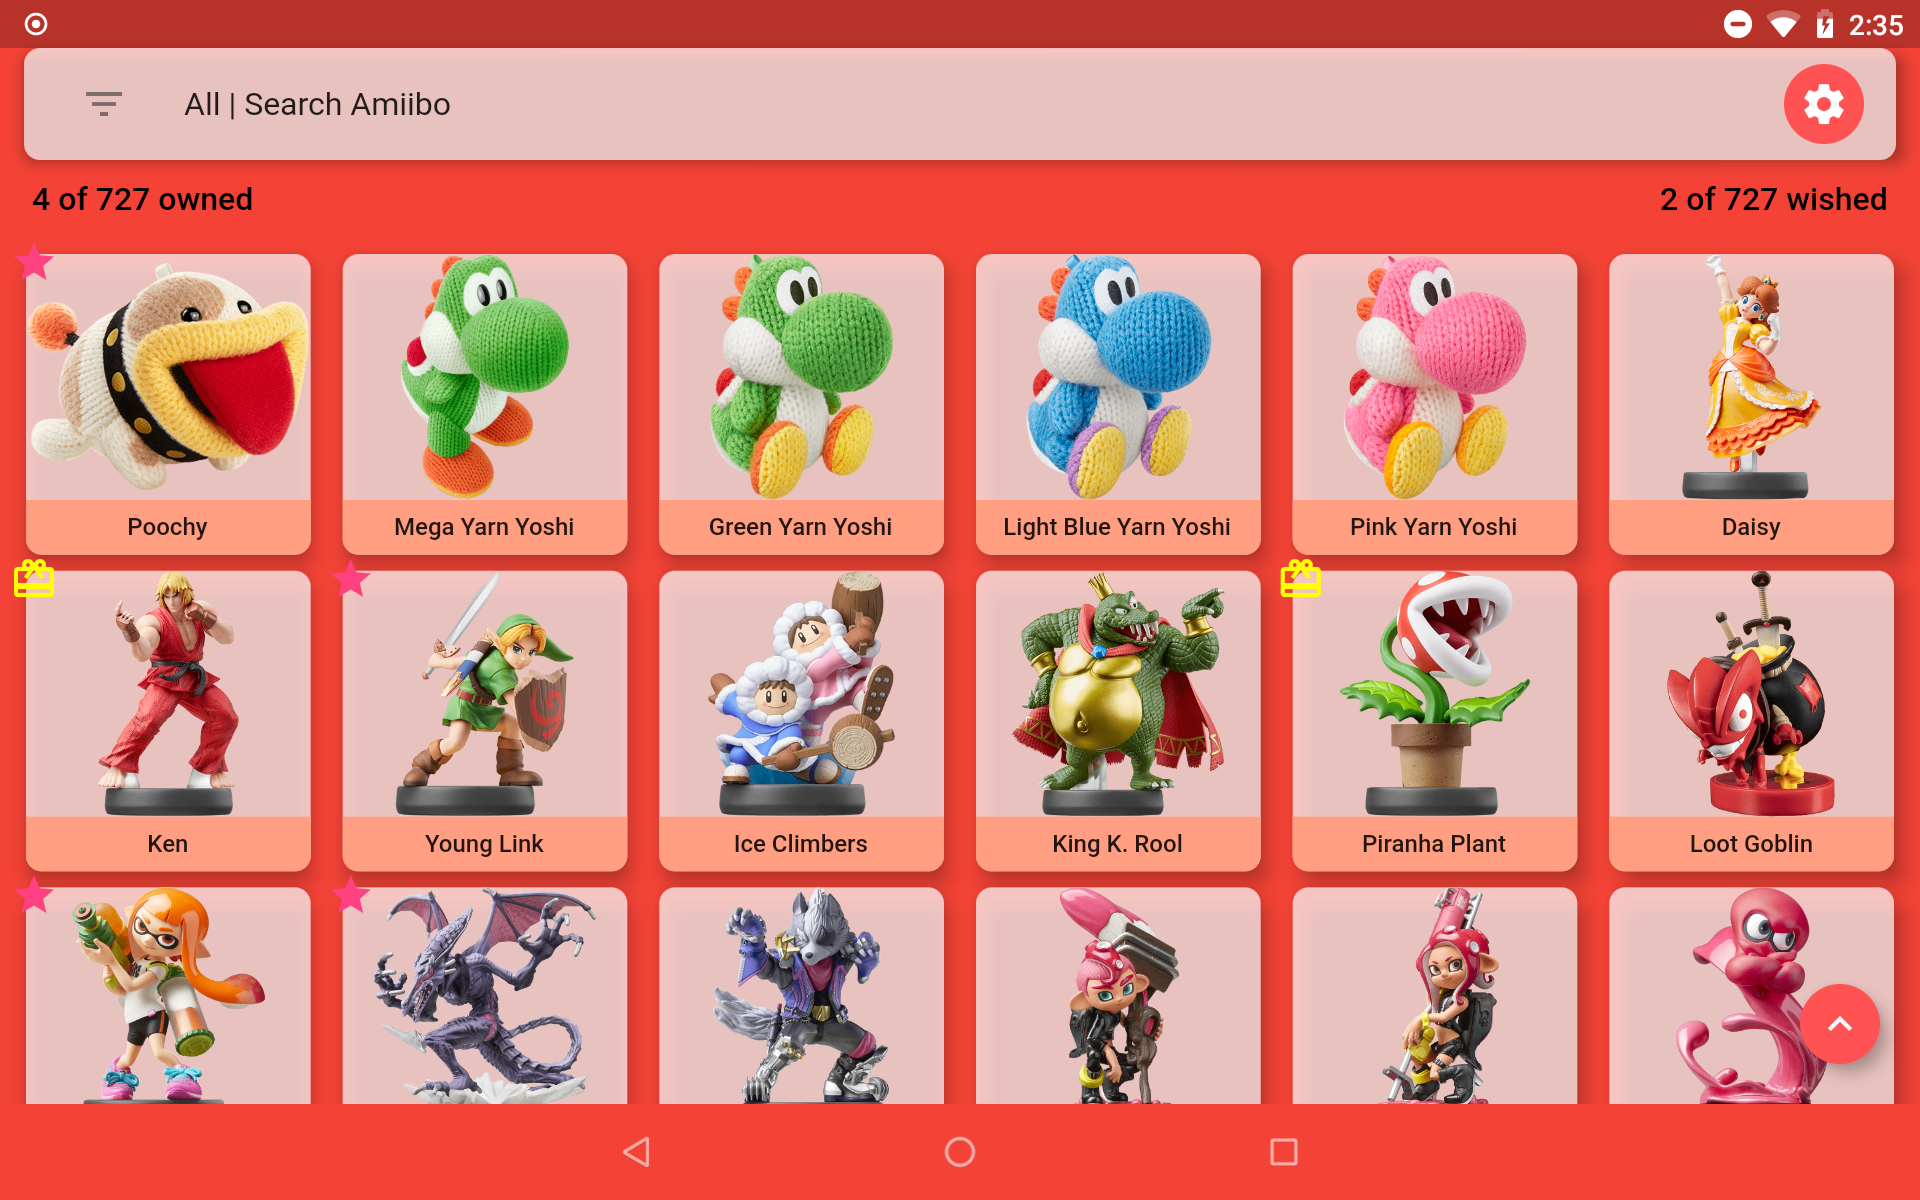 2:35
All | Search Amiibo
4 of 727 owned
2 of 727 wished
Poochy
Mega Yarn Yoshi
Green Yarn Yoshi
Light Blue Yarn Yoshi
Pink Yarn Yoshi
Daisy
Ken
Young Link
Ice Climbers
King K. Rool
Piranha Plant
Loot Goblin